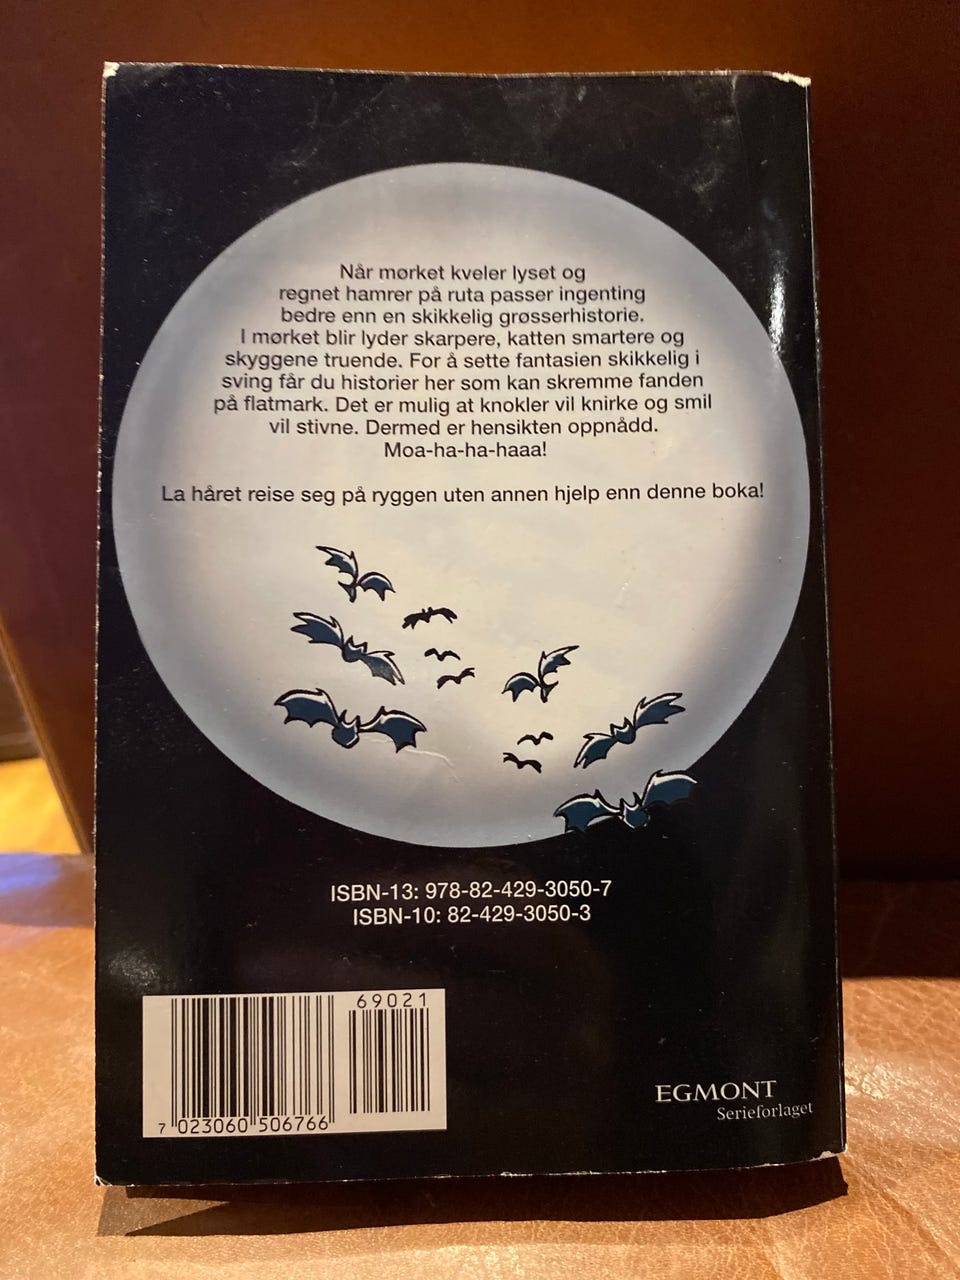 Når mørket kveler lyset og
regnet hamrer på ruta passer ingenting
bedre enn en skikkelig grøsserhistorie.
I mørket blir lyder skarpere, katten smartere og
skyggene truende. For å sette fantasien skikkelig i
sving får du historier her som kan skremme fanden
på flatmark. Det er mulig at knokler vil knirke og smil
vil stivne. Dermed er hensikten oppnådd.
Moa-ha-ha-haaa!
La håret reise seg på ryggen uten annen hjelp enn denne boka!
ISBN-13: 978-82-429-3050-7
ISBN-10: 82-429-3050-3
69021
7 023060 506766
EGMONT
Serieforlaget